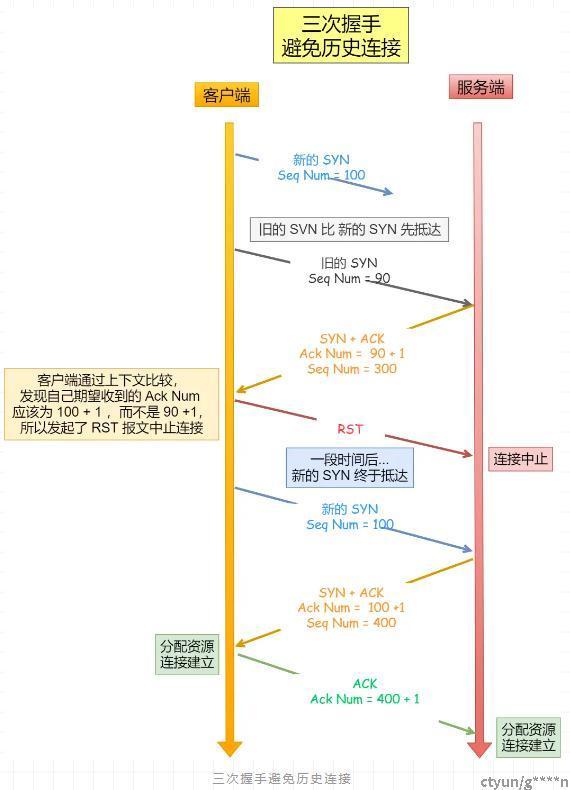 三次握手
避免历史连接
客户端
服务端
新的 SYN
Seq Num = 100
旧的 SVN 比 新的 SYN 先抵达
旧的 SYN
Seq Num = 90
SYN + ACK
Ack Num = 90 + 1
Seq Num = 300
客户端通过上下文比较，
发现自己期望收到的 Ack Num
应该为 100 + 1 ，而不是 90 +1，
所以发起了 RST 报文中止连接
RST
连接中止
一段时间后...
新的 SYN 终于抵达
新的 SYN
Seq Num = 100
SYN + ACK
Ack Num = 100 +1
Seq Num = 400
分配资源
连接建立
ACK
Ack Num = 400 + 1
分配资源
连接建立
三次握手避免历史连接
ctyun/g****n